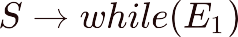 S → while(E₁)